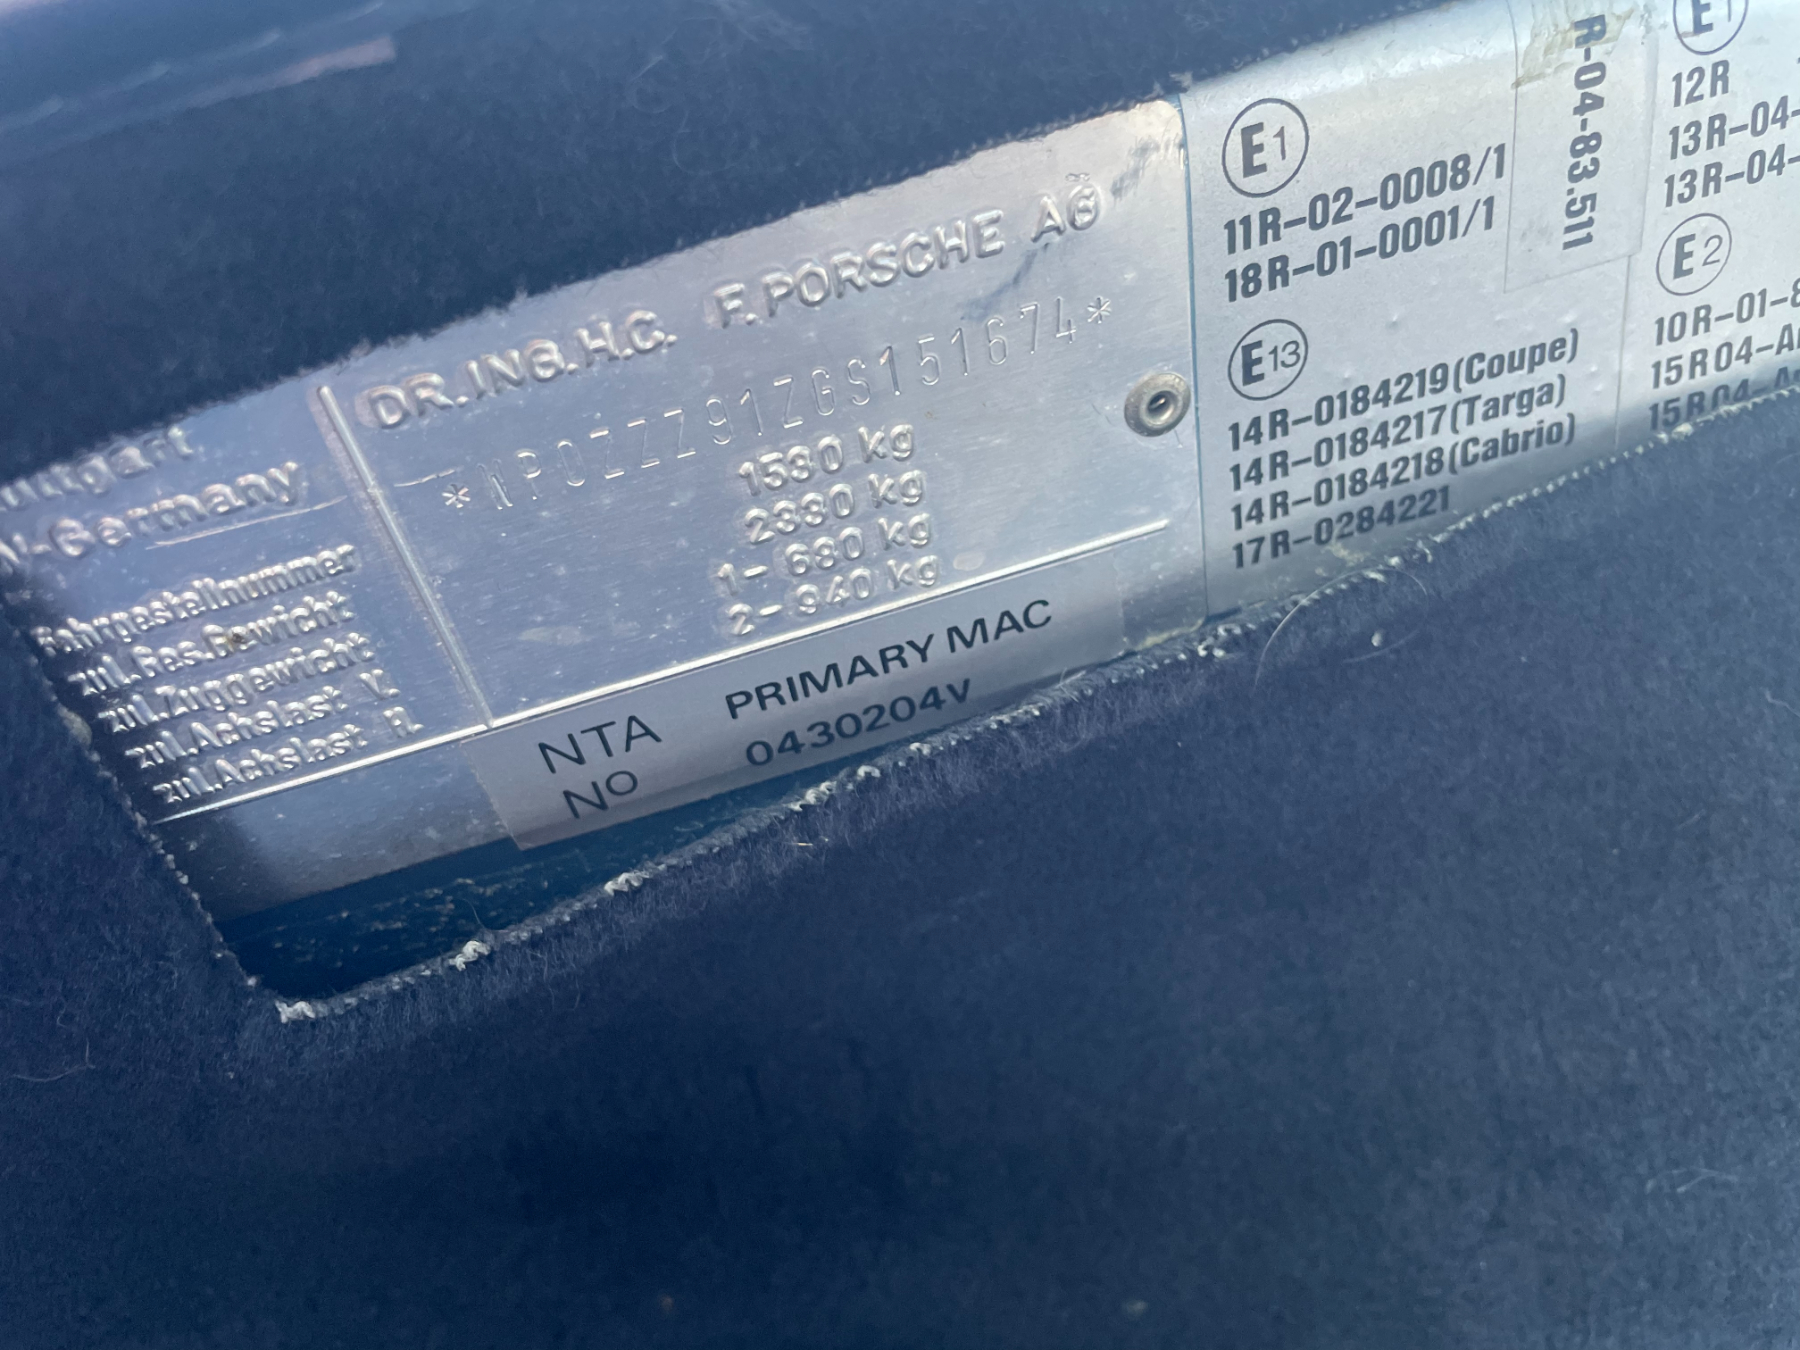 DR.ING.H.C. F.PORSCHE AG
W-Germany
Fahrgestellnummer *WP0ZZZ91ZGS151674*
zul.Ges.Gewicht 1530 kg
zul.Zuggewicht 2330 kg
zul.Achslast V. 1- 680 kg
zul.Achslast H. 2- 940 kg
NTA PRIMARY MAC
NO 0430204V
E1
11R-02-0008/1
18R-01-0001/1
E13
14R-0184219(Coupe)
14R-0184217(Targa)
14R-0184218(Cabrio)
17R-0284221
R-04-83.511
E1
12R
13R-04-
13R-04-
E2
10R-01-8
15R04-A
15R04-A